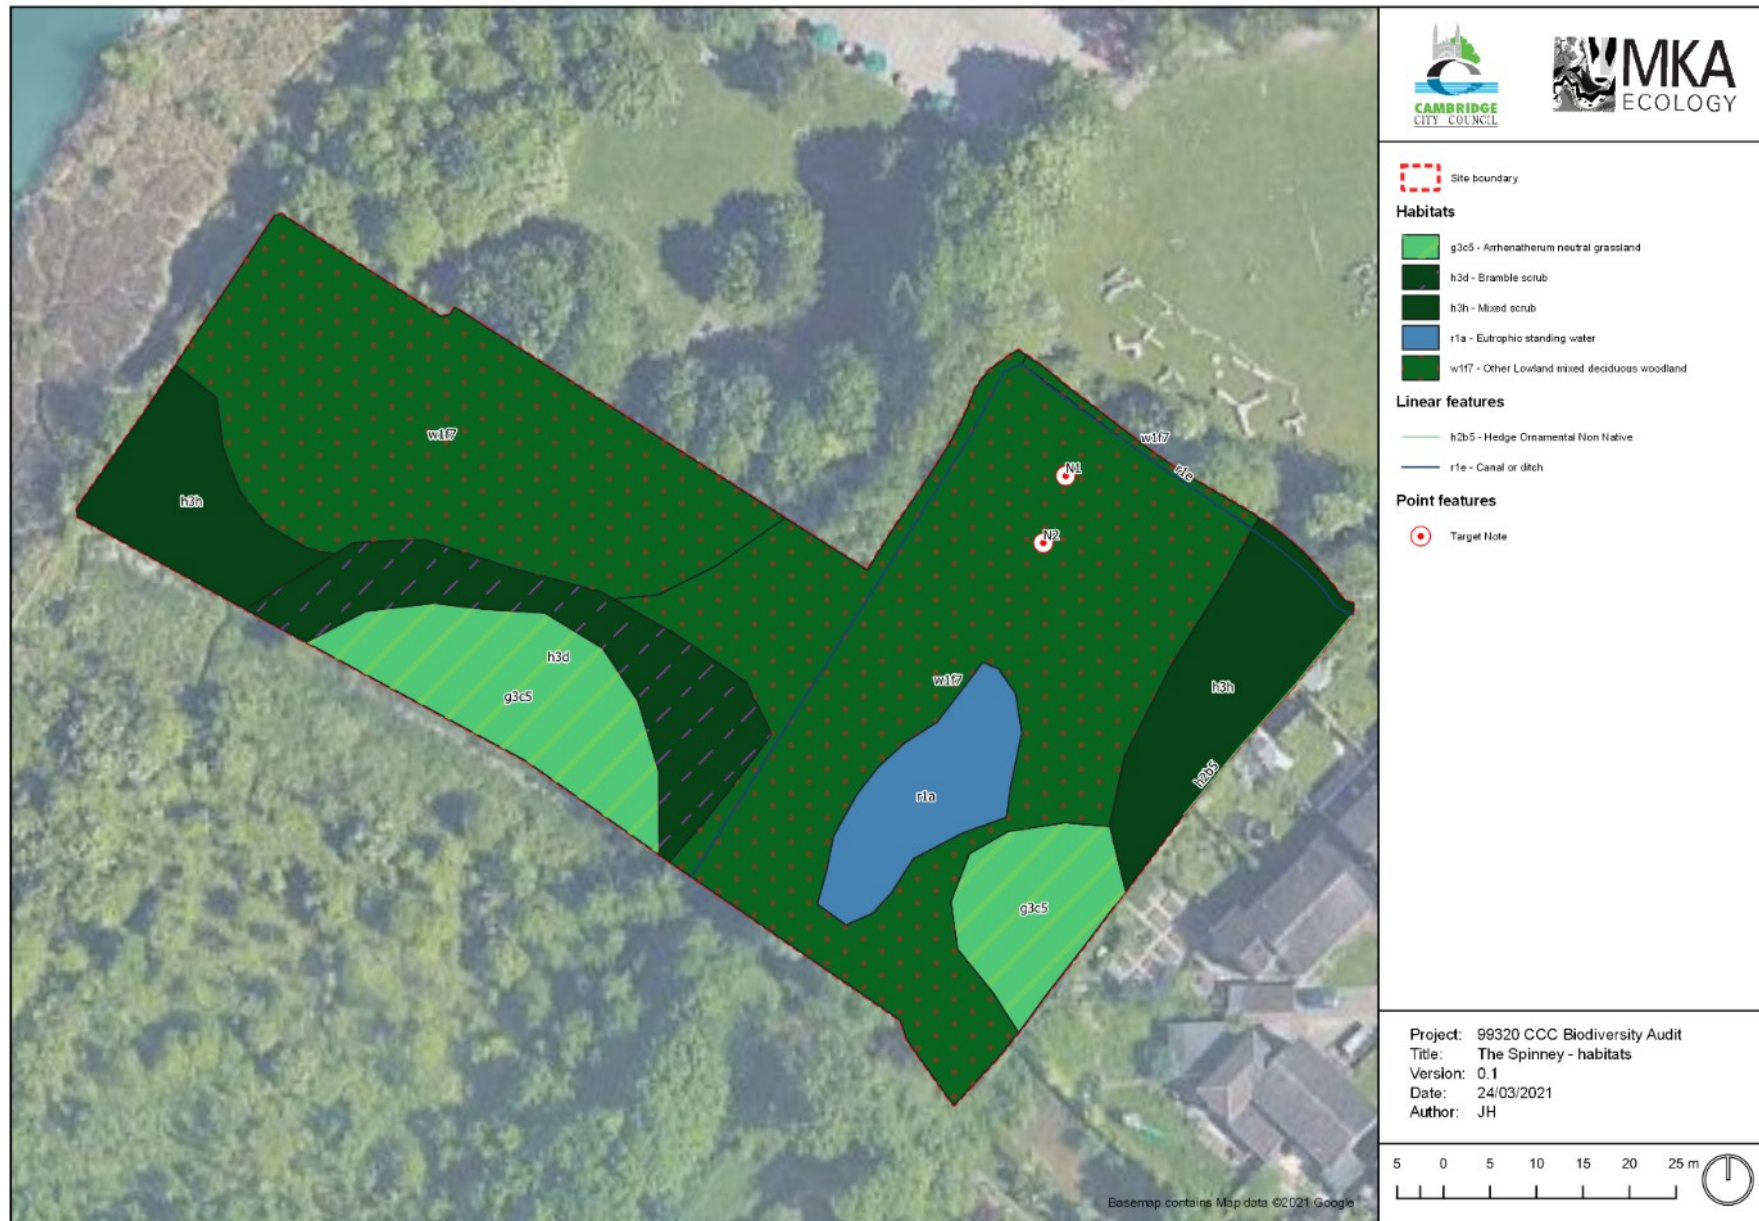 CAMBRIDGE
CITY COUNCIL
MKA
ECOLOGY
Site boundary
Habitats
g3c5 - Arrhenatherum neutral grassland
h3d - Bramble scrub
h3h - Mixed scrub
r1a - Eutrophic standing water
w1f7 - Other Lowland mixed deciduous woodland
Linear features
h2b5 - Hedge Ornamental Non Native
r1e - Canal or ditch
Point features
Target Note
w1f7
w1f7
r1e
N1
h3h
N2
h3d
w1f7
h3h
g3c5
h2b5
r1a
g3c5
Project: 99320 CCC Biodiversity Audit
Title: The Spinney - habitats
Version: 0.1
Date: 24/03/2021
Author: JH
5 0 5 10 15 20 25 m
Basemap contains Map data ©2021 Google